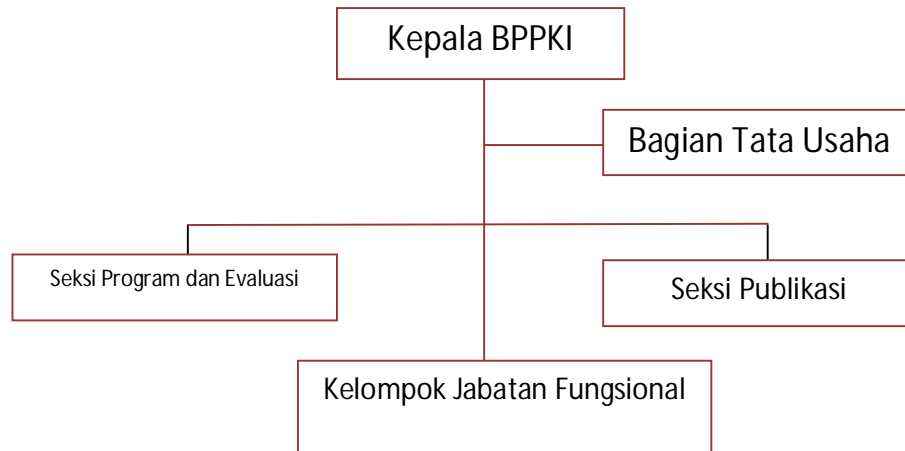 Kepala BPPKI
Bagian Tata Usaha
Seksi Program dan Evaluasi
Seksi Publikasi
Kelompok Jabatan Fungsional